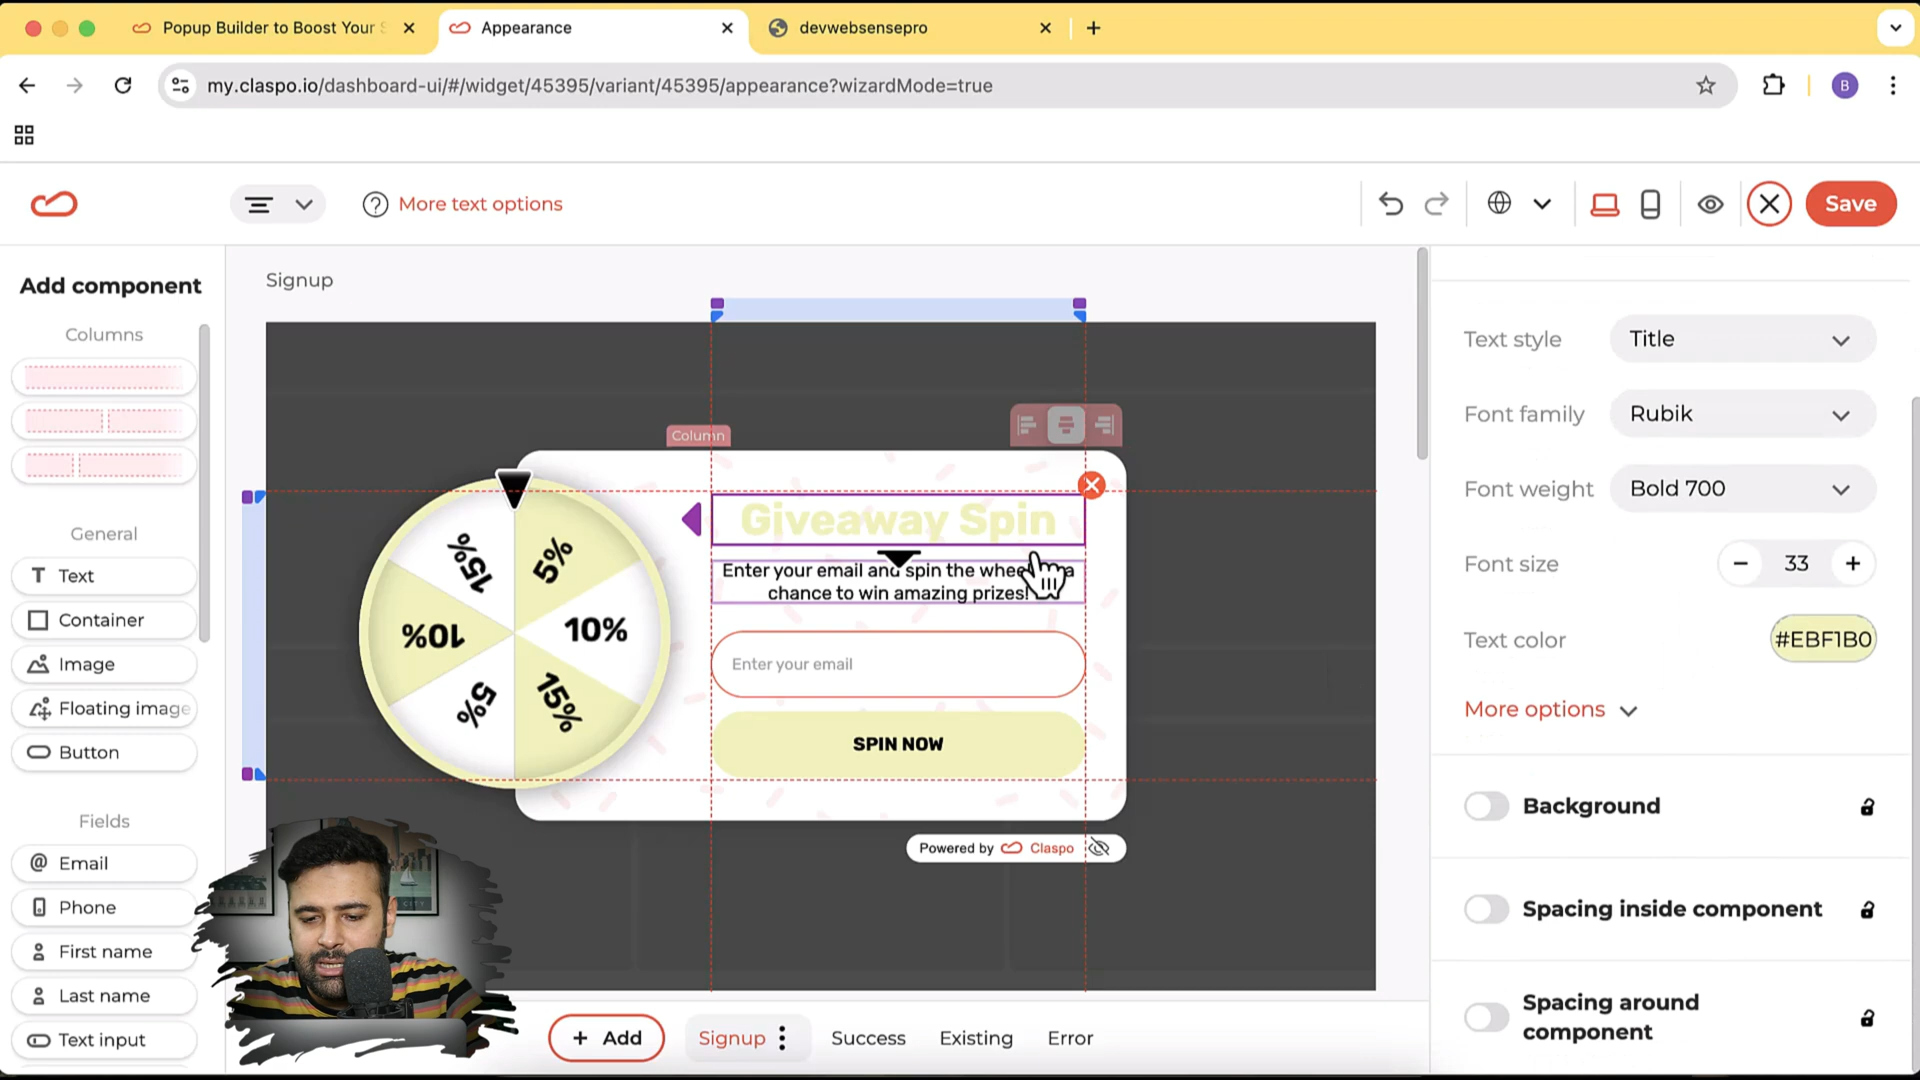 Popup Builder to Boost Your S
Appearance
devwebsensepro
my.claspo.io/dashboard-ui/#/widget/45395/variant/45395/appearance?wizardMode=true
B
More text options
Save
Add component
Columns
General
Text
Container
Image
Floating image
Button
Fields
Email
Phone
First name
Last name
Text input
Signup
Column
Giveaway Spin
Enter your email and spin the whee a
chance to win amazing prizes!
Enter your email
SPIN NOW
15%
5%
10%
10%
5%
15%
Powered by Claspo
Add
Signup
Success
Existing
Error
Text style
Title
Font family
Rubik
Font weight
Bold 700
Font size
33
Text color
#EBF1B0
More options
Background
Spacing inside component
Spacing around
component